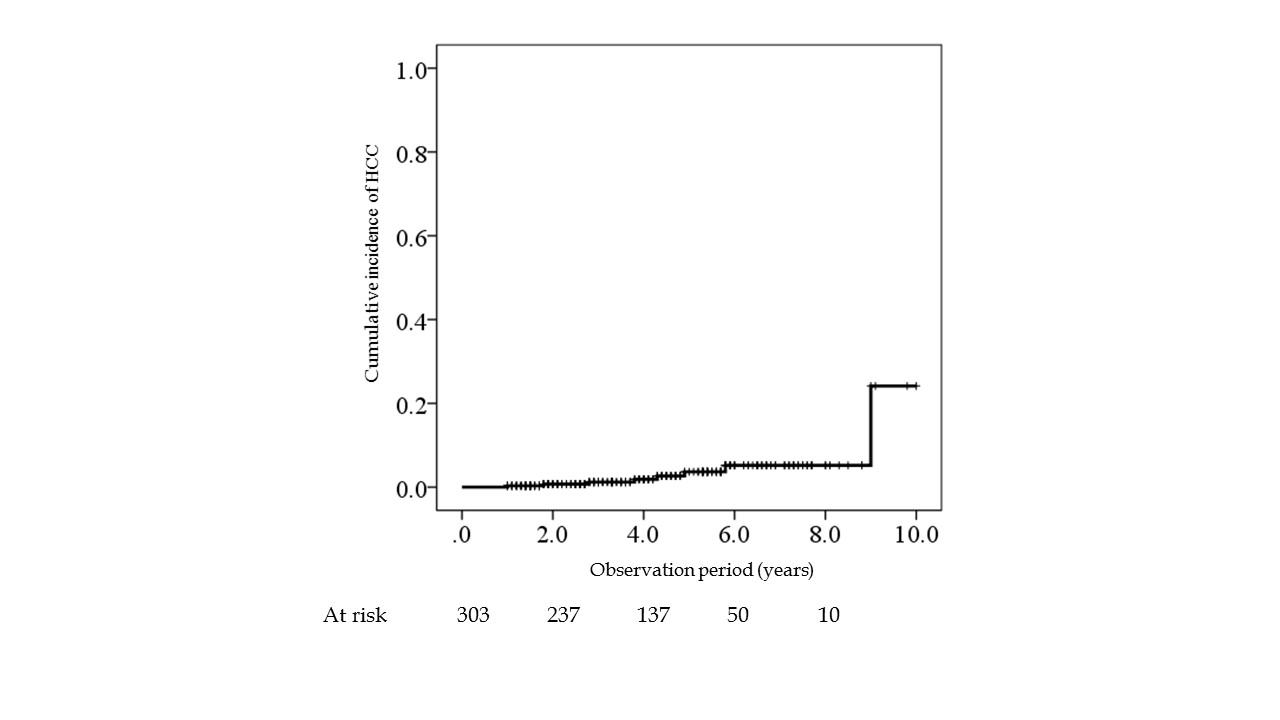 1.0
0.8
0.6
0.4
0.2
0.0
Cumulative incidence of HCC
.0 2.0 4.0 6.0 8.0 10.0
Observation period (years)
At risk 303 237 137 50 10